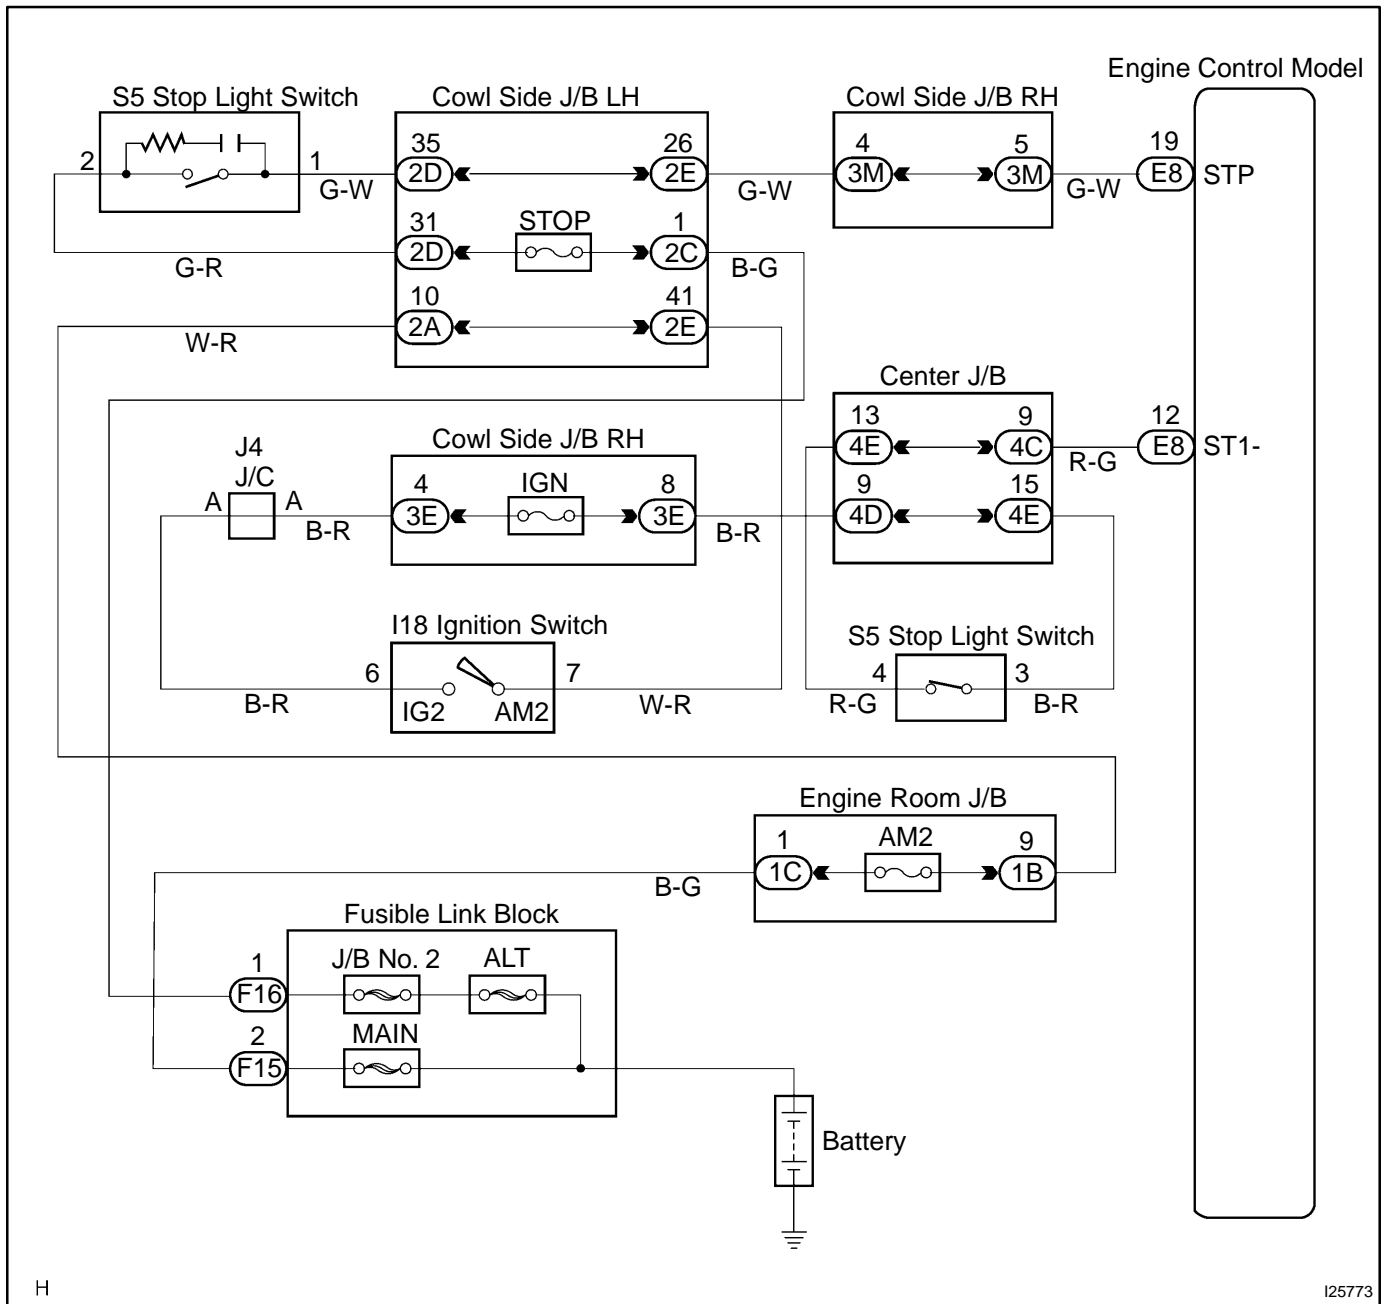 Engine Control Model
S5 Stop Light Switch
Cowl Side J/B LH
Cowl Side J/B RH
2
1
G-W
35
2D
26
2E
G-W
4
3M
5
3M
G-W
19
E8
STP
G-R
31
2D
STOP
1
2C
B-G
W-R
10
2A
41
2E
Center J/B
13
4E
9
4C
R-G
12
E8
ST1-
J4
J/C
A
A
B-R
Cowl Side J/B RH
4
3E
IGN
8
3E
B-R
9
4D
15
4E
I18 Ignition Switch
6
7
B-R
IG2
AM2
W-R
S5 Stop Light Switch
4
3
R-G
B-R
Engine Room J/B
1
1C
AM2
9
1B
B-G
Fusible Link Block
1
F16
J/B No. 2
ALT
2
F15
MAIN
Battery
H
I25773